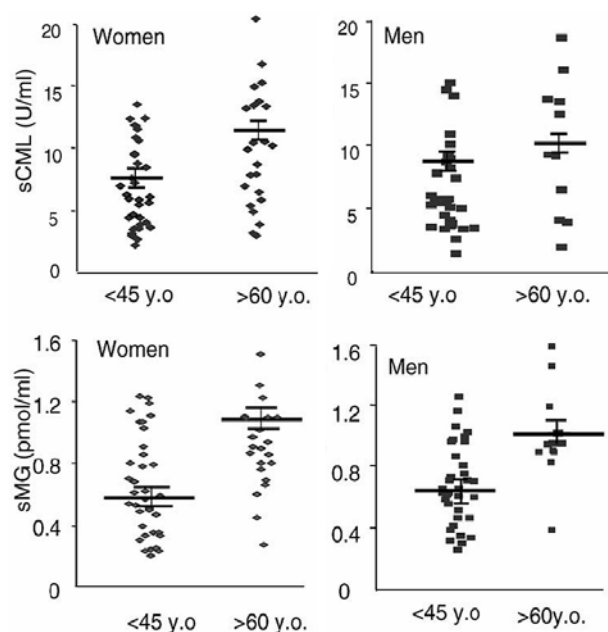 Women
sCML (U/ml)
20
15
10
5
0
<45 y.o
>60 y.o.
Men
20
15
10
5
0
<45 y.o
>60 y.o.
Women
sMG (pmol/ml)
1.6
1.2
0.8
0.4
0
<45 y.o
>60 y.o.
Men
1.6
1.2
0.8
0.4
0
<45 y.o
>60y.o.